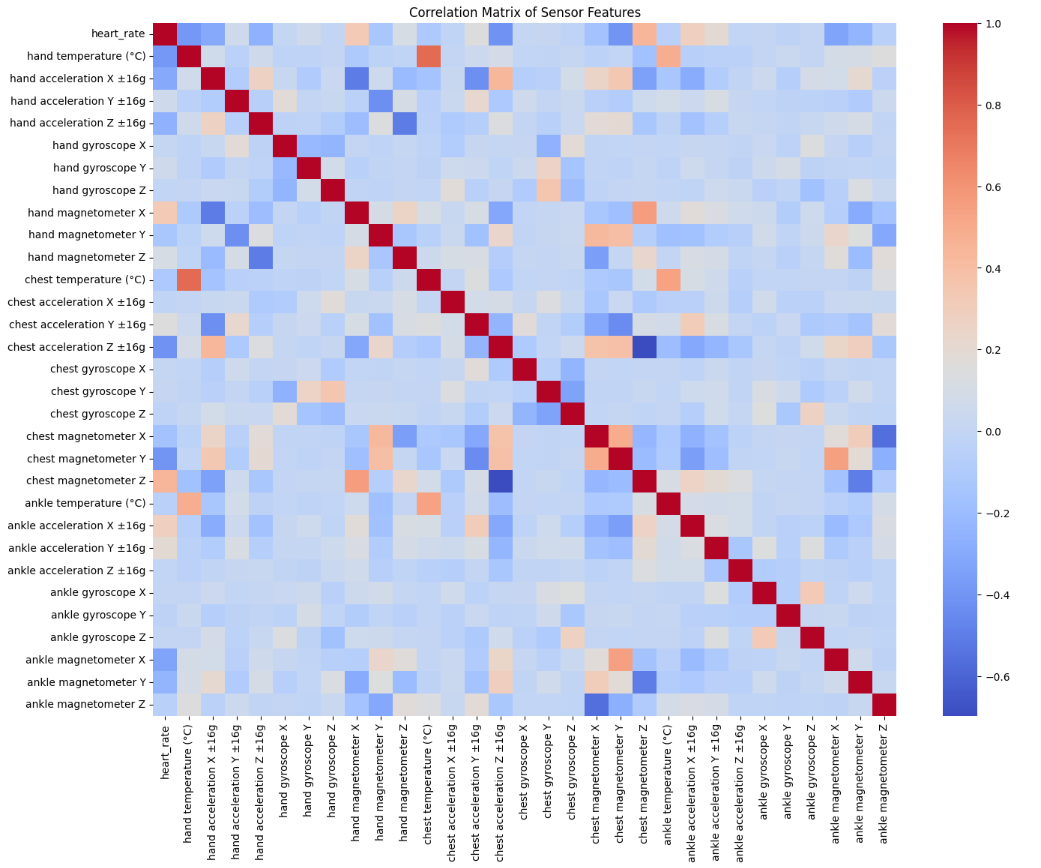 Correlation Matrix of Sensor Features
heart_rate
hand temperature (°C)
hand acceleration X ±16g
hand acceleration Y ±16g
hand acceleration Z ±16g
hand gyroscope X
hand gyroscope Y
hand gyroscope Z
hand magnetometer X
hand magnetometer Y
hand magnetometer Z
chest temperature (°C)
chest acceleration X ±16g
chest acceleration Y ±16g
chest acceleration Z ±16g
chest gyroscope X
chest gyroscope Y
chest gyroscope Z
chest magnetometer X
chest magnetometer Y
chest magnetometer Z
ankle temperature (°C)
ankle acceleration X ±16g
ankle acceleration Y ±16g
ankle acceleration Z ±16g
ankle gyroscope X
ankle gyroscope Y
ankle gyroscope Z
ankle magnetometer X
ankle magnetometer Y
ankle magnetometer Z
heart_rate
hand temperature (°C)
hand acceleration X ±16g
hand acceleration Y ±16g
hand acceleration Z ±16g
hand gyroscope X
hand gyroscope Y
hand gyroscope Z
hand magnetometer X
hand magnetometer Y
hand magnetometer Z
chest temperature (°C)
chest acceleration X ±16g
chest acceleration Y ±16g
chest acceleration Z ±16g
chest gyroscope X
chest gyroscope Y
chest gyroscope Z
chest magnetometer X
chest magnetometer Y
chest magnetometer Z
ankle temperature (°C)
ankle acceleration X ±16g
ankle acceleration Y ±16g
ankle acceleration Z ±16g
ankle gyroscope X
ankle gyroscope Y
ankle gyroscope Z
ankle magnetometer X
ankle magnetometer Y
ankle magnetometer Z
1.0
0.8
0.6
0.4
0.2
0.0
−0.2
−0.4
−0.6